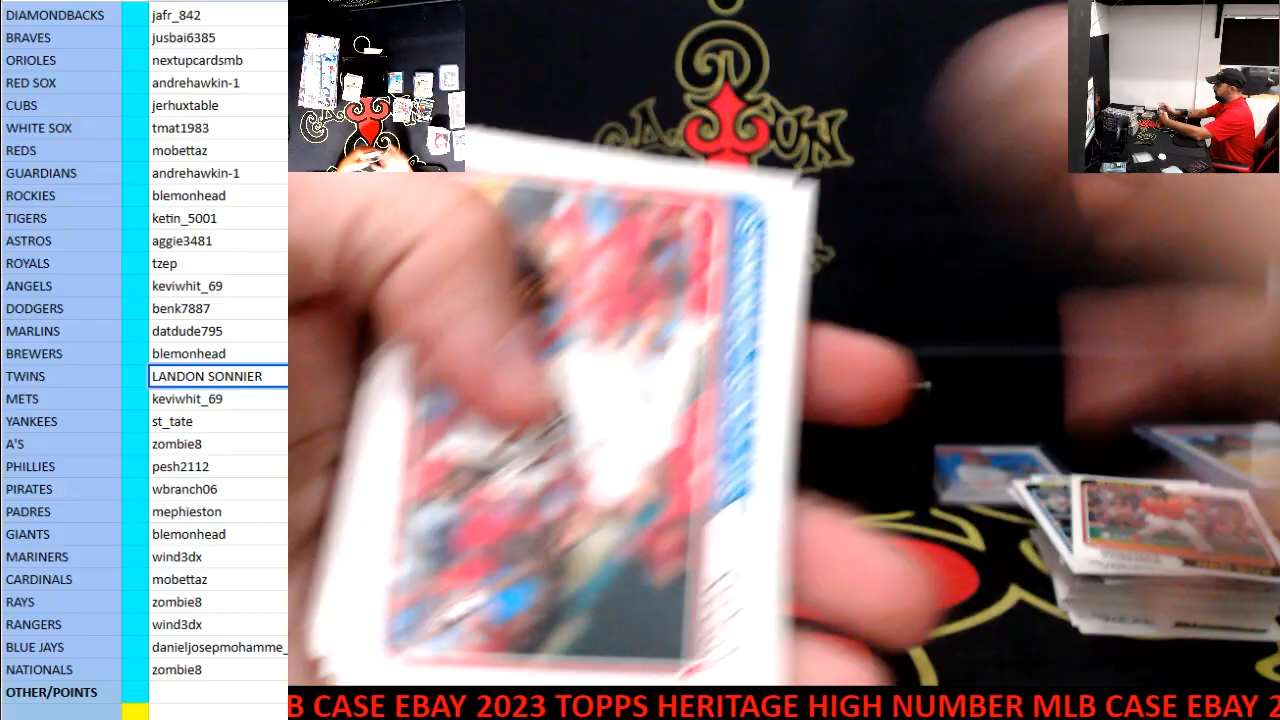 DIAMONDBACKS jafr_842
BRAVES jusbai6385
ORIOLES nextupcardsmb
RED SOX andrehawkin-1
CUBS jerhuxtable
WHITE SOX tmat1983
REDS mobettaz
GUARDIANS andrehawkin-1
ROCKIES blemonhead
TIGERS ketin_5001
ASTROS aggie3481
ROYALS tzep
ANGELS keviwhit_69
DODGERS benk7887
MARLINS datdude795
BREWERS blemonhead
TWINS LANDON SONNIER
METS keviwhit_69
YANKEES st_tate
A'S zombie8
PHILLIES pesh2112
PIRATES wbranch06
PADRES mephieston
GIANTS blemonhead
MARINERS wind3dx
CARDINALS mobettaz
RAYS zombie8
RANGERS wind3dx
BLUE JAYS danieljosepmohamme_
NATIONALS zombie8
OTHER/POINTS
B CASE EBAY 2023 TOPPS HERITAGE HIGH NUMBER MLB CASE EBAY 2